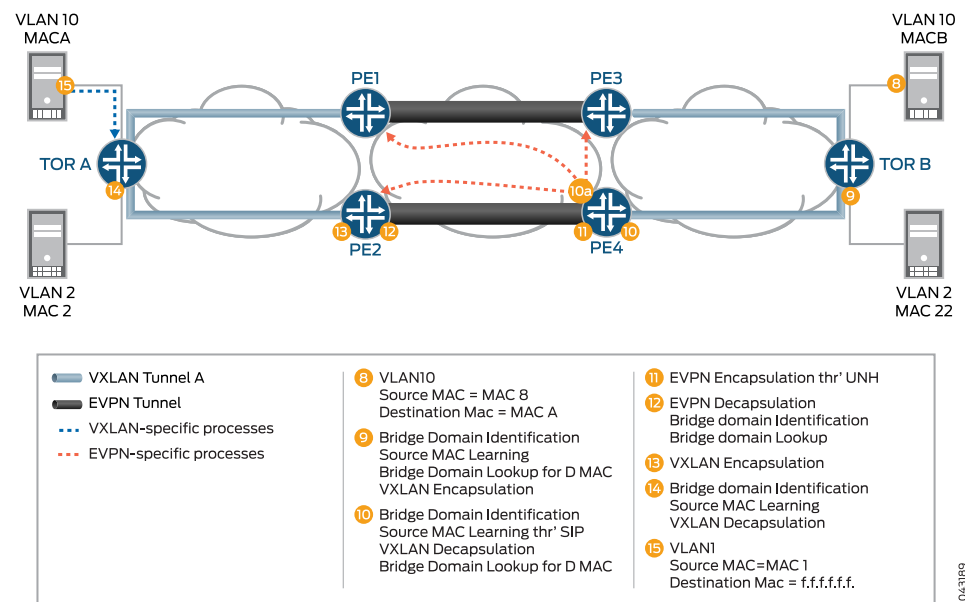 VLAN 10
MACA
VLAN 10
MACB
15
8
PE1
PE3
TOR A
TOR B
14
10a
9
13
12
11
10
PE2
PE4
VLAN 2
MAC 2
VLAN 2
MAC 22
VXLAN Tunnel A
EVPN Tunnel
VXLAN-specific processes
EVPN-specific processes
8 VLAN10
Source MAC = MAC 8
Destination Mac = MAC A
9 Bridge Domain Identification
Source MAC Learning
Bridge Domain Lookup for D MAC
VXLAN Encapsulation
10 Bridge Domain Identification
Source MAC Learning thr' SIP
VXLAN Decapsulation
Bridge Domain Lookup for D MAC
11 EVPN Encapsulation thr' UNH
12 EVPN Decapsulation
Bridge domain Identification
Bridge domain Lookup
13 VXLAN Encapsulation
14 Bridge domain Identification
Source MAC Learning
VXLAN Decapsulation
15 VLAN1
Source MAC=MAC 1
Destination Mac = f.f.f.f.f.f.
043189